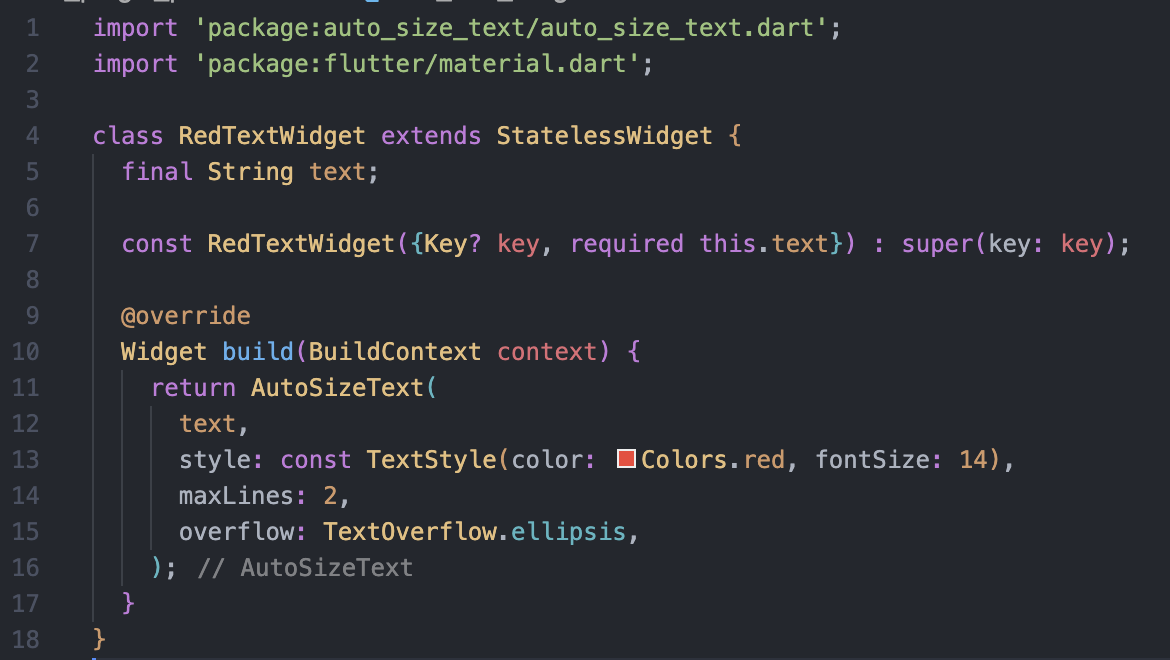 1 import 'package:auto_size_text/auto_size_text.dart';
2 import 'package:flutter/material.dart';
3
4 class RedTextWidget extends StatelessWidget {
5 final String text;
6
7 const RedTextWidget({Key? key, required this.text}) : super(key: key);
8
9 @override
10 Widget build(BuildContext context) {
11 return AutoSizeText(
12 text,
13 style: const TextStyle(color: Colors.red, fontSize: 14),
14 maxLines: 2,
15 overflow: TextOverflow.ellipsis,
16 ); // AutoSizeText
17 }
18 }